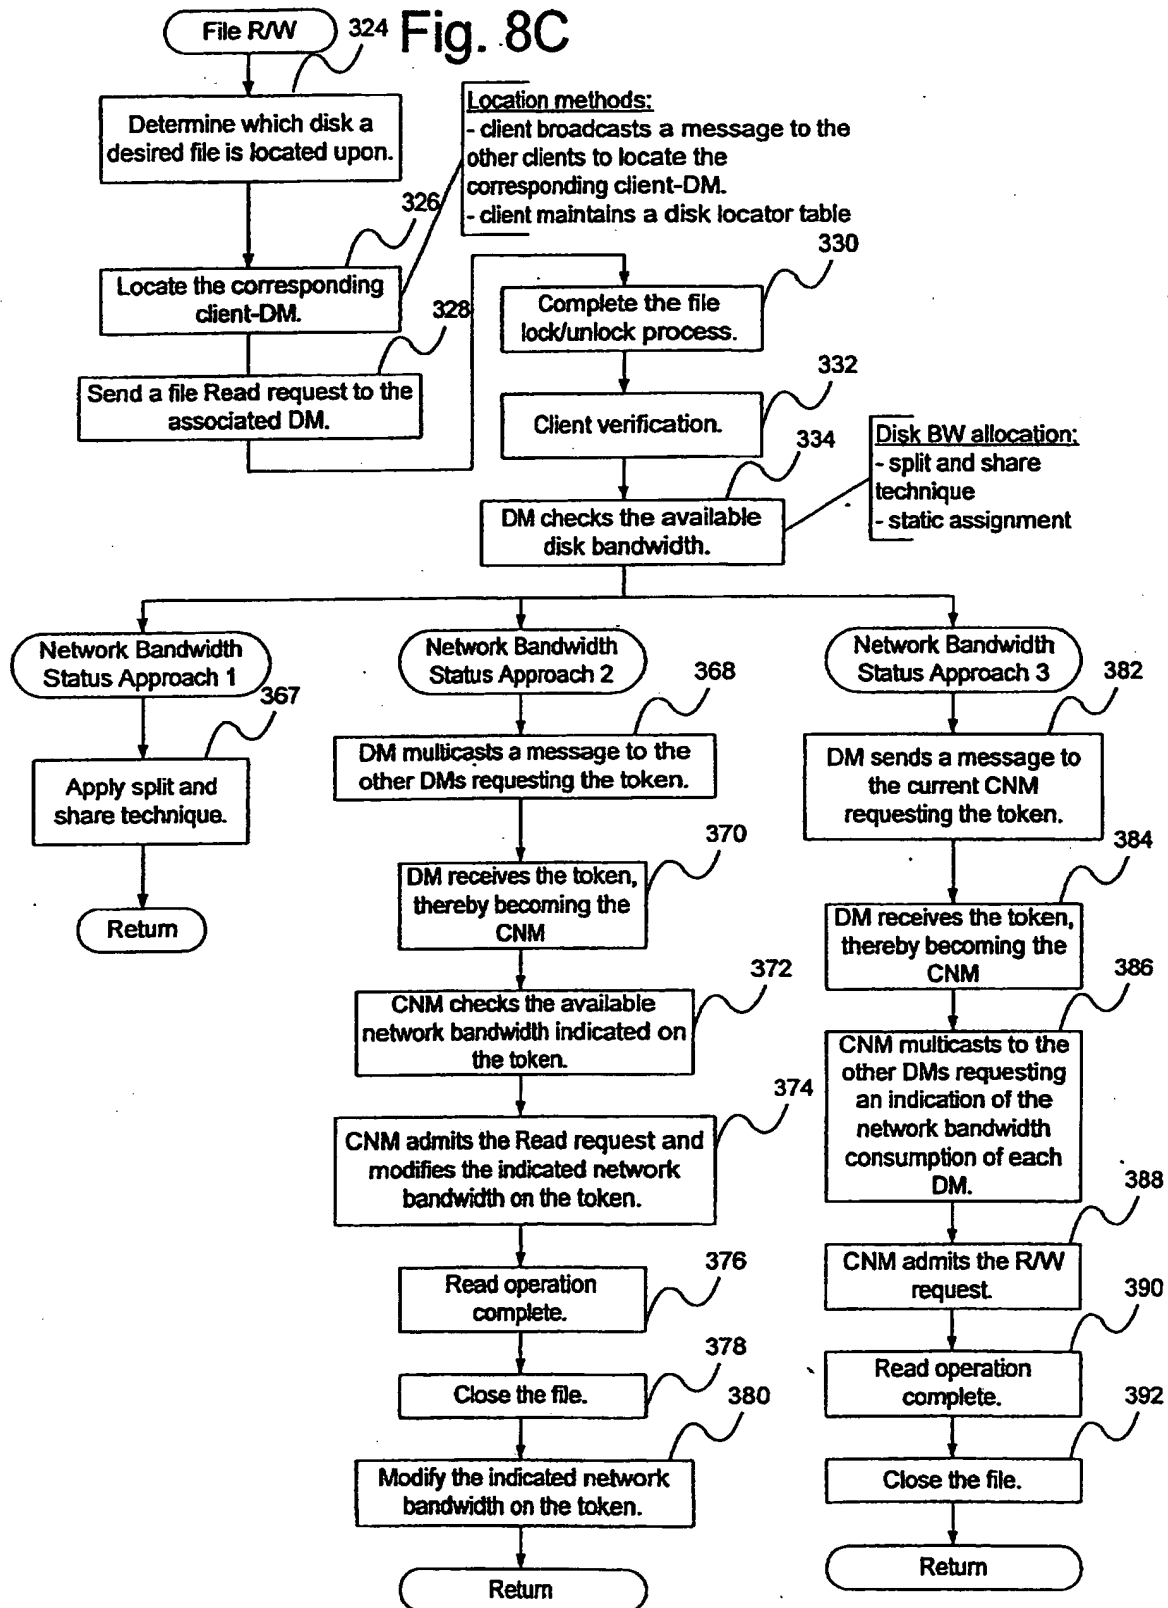 File R/W
324
Fig. 8C
Determine which disk a
desired file is located upon.
Location methods:
- client broadcasts a message to the
other clients to locate the
corresponding client-DM.
- client maintains a disk locator table
326
Locate the corresponding
client-DM.
328
Send a file Read request to the
associated DM.
330
Complete the file
lock/unlock process.
332
Client verification.
334
Disk BW allocation:
- split and share
technique
- static assignment
DM checks the available
disk bandwidth.
Network Bandwidth
Status Approach 1
367
Apply split and
share technique.
Return
Network Bandwidth
Status Approach 2
368
DM multicasts a message to the
other DMs requesting the token.
370
DM receives the token,
thereby becoming the
CNM
372
CNM checks the available
network bandwidth indicated on
the token.
374
CNM admits the Read request and
modifies the indicated network
bandwidth on the token.
376
Read operation
complete.
378
Close the file.
380
Modify the indicated network
bandwidth on the token.
Return
Network Bandwidth
Status Approach 3
382
DM sends a message to
the current CNM
requesting the token.
384
DM receives the token,
thereby becoming the
CNM
386
CNM multicasts to the
other DMs requesting
an indication of the
network bandwidth
consumption of each
DM.
388
CNM admits the R/W
request.
390
Read operation
complete.
392
Close the file.
Return